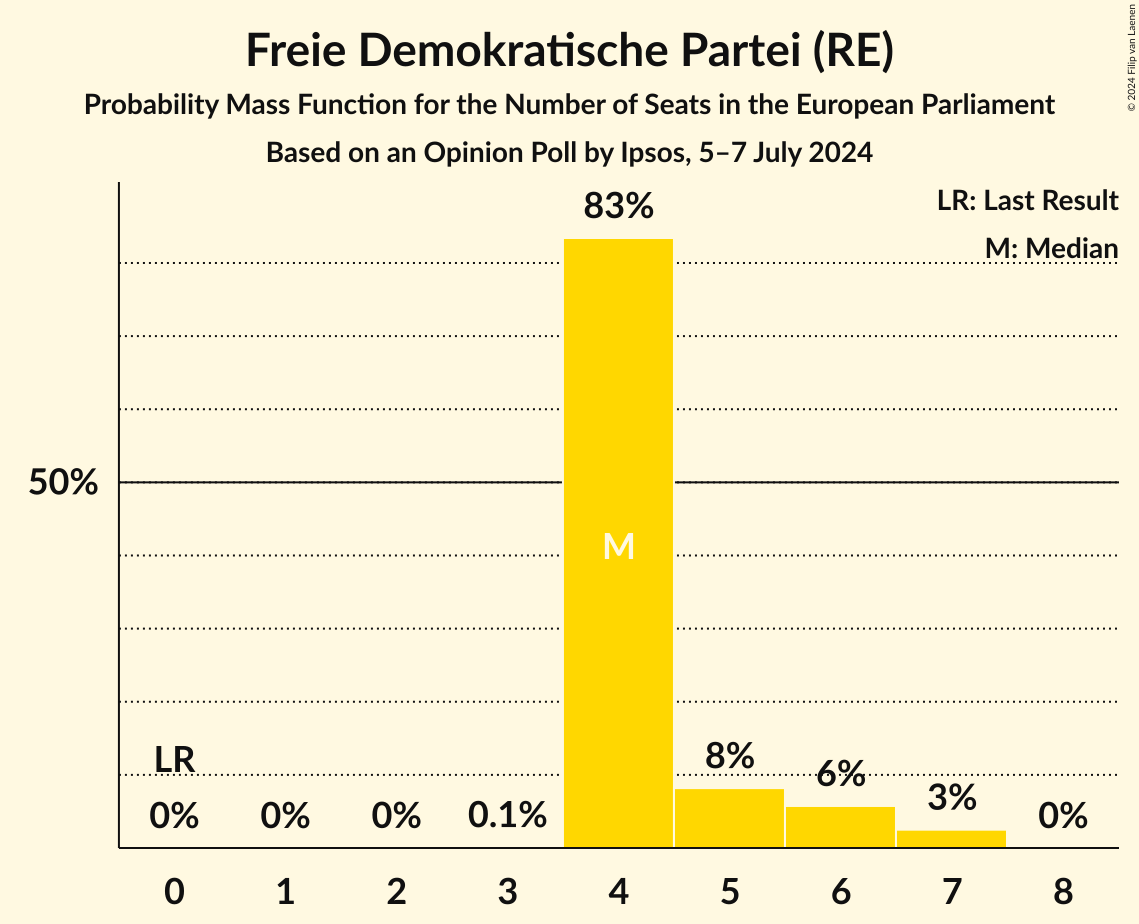 Freie Demokratische Partei (RE)
Probability Mass Function for the Number of Seats in the European Parliament
Based on an Opinion Poll by Ipsos, 5–7 July 2024
© 2024 Filip van Laenen
LR: Last Result
M: Median
83%
50%
M
LR
0%
0%
0%
0.1%
8%
6%
3%
0%
0 1 2 3 4 5 6 7 8